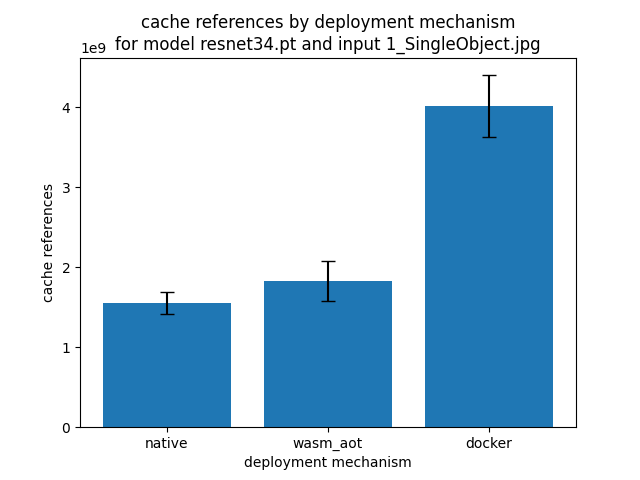 cache references by deployment mechanism
for model resnet34.pt and input 1_SingleObject.jpg
1e9
4
3
2
1
0
cache references
native
wasm_aot
docker
deployment mechanism